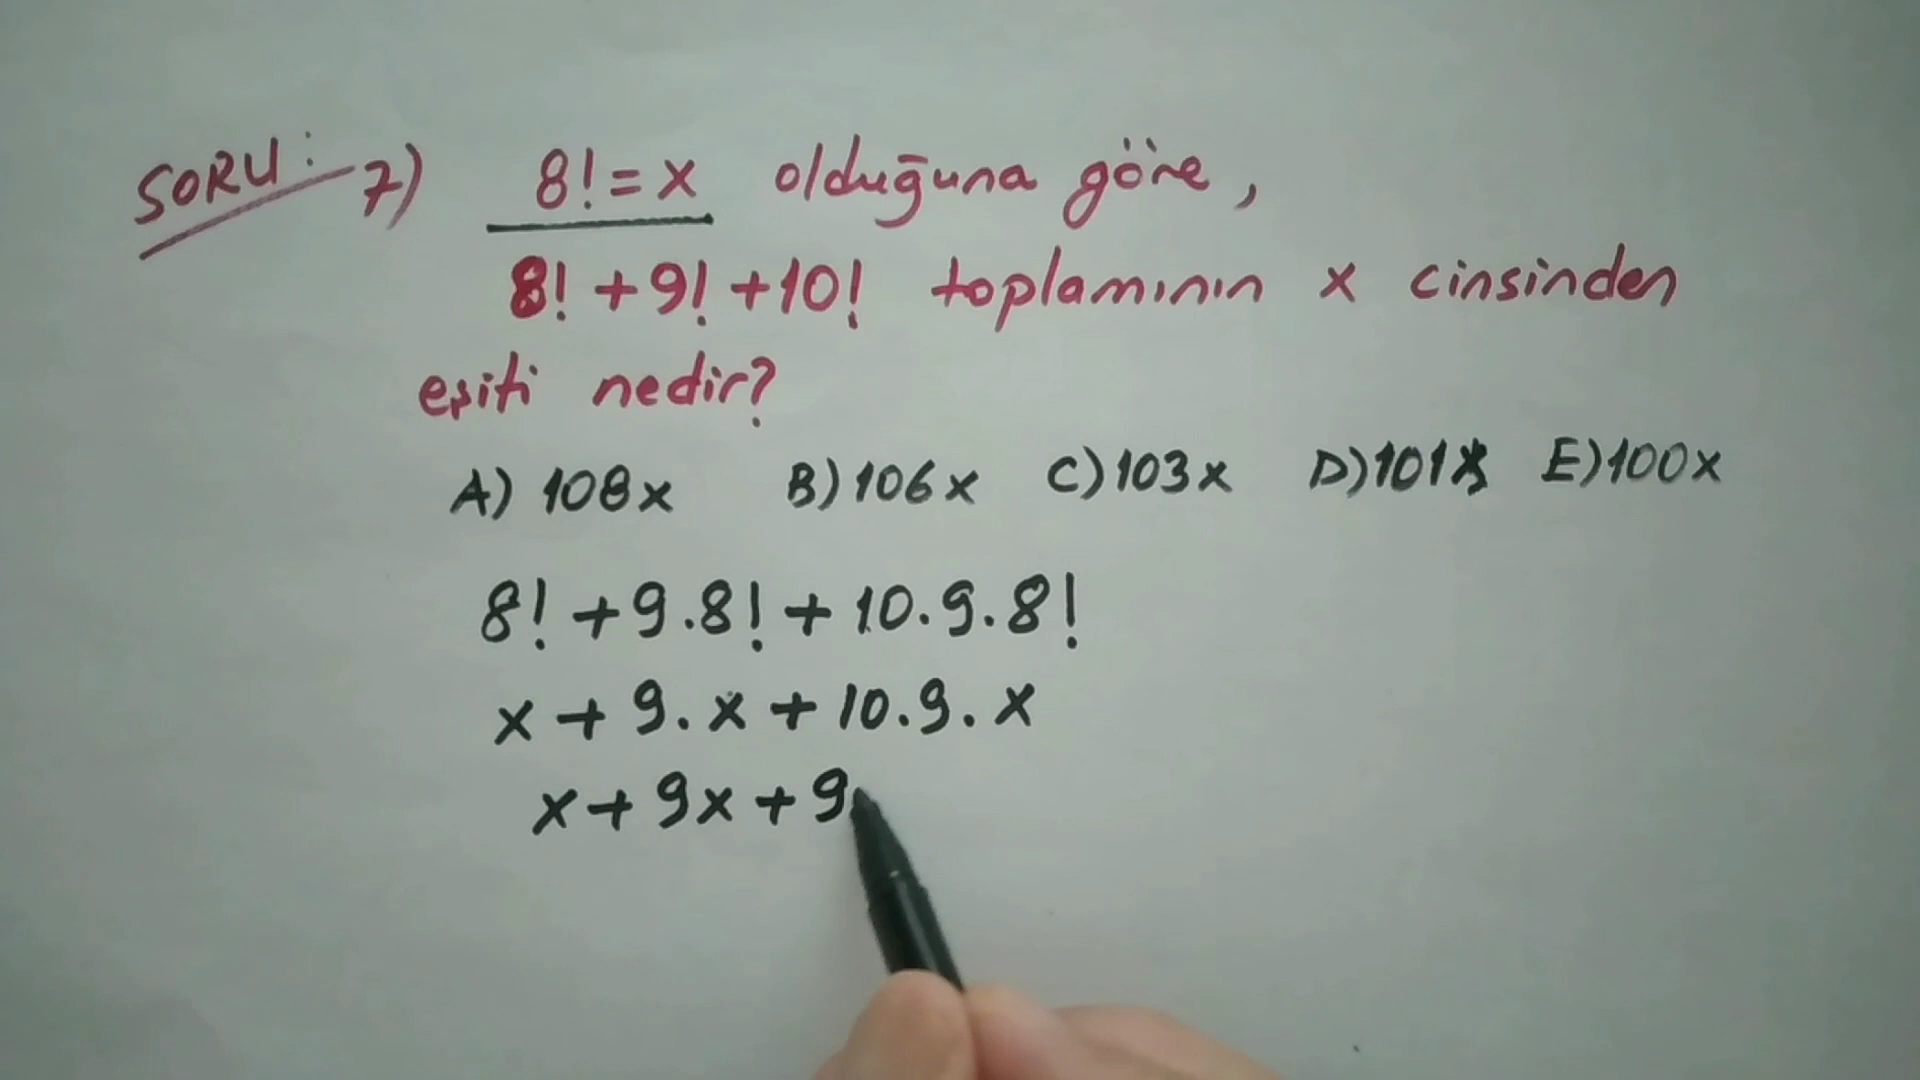 SORU: 7) 8! = x olduğuna göre,
8! + 9! + 10! toplamının x cinsinden
eşiti nedir?
A) 108x B) 106x C) 103x D) 101x E) 100x
8! + 9.8! + 10.9.8!
x + 9.x + 10.9.x
x + 9x + 9